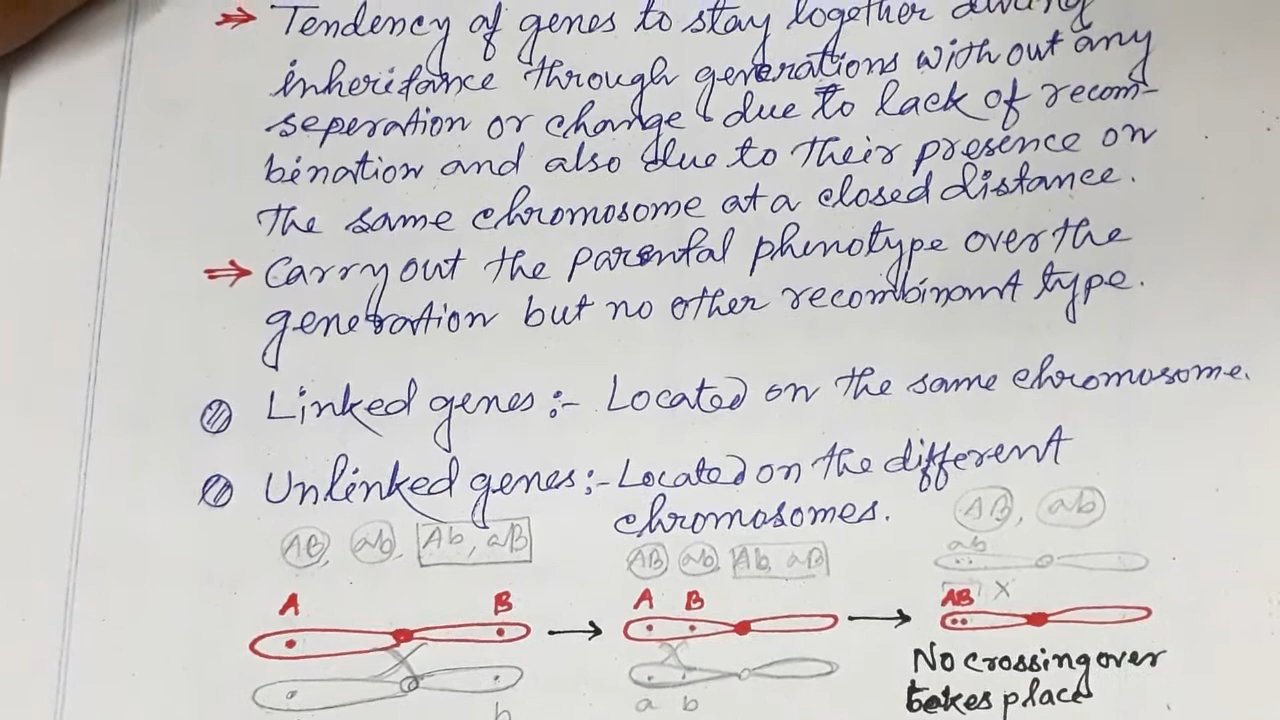 ⇒ Tendency of genes to stay together during
inheritance through generations without any
seperation or change due to lack of recom-
bination and also due to their presence on
the same chromosome at a closed distance.
⇒ Carry out the parental phenotype over the
generation but no other recombinant type.
Linked genes:- Located on the same chromosome.
Unlinked genes:- Located on the different
chromosomes.
AB, ab, Ab, aB
AB ab Ab, aB
AB, ab
ab
A B
A B
AB X
No crossing over
takes place
a b
b